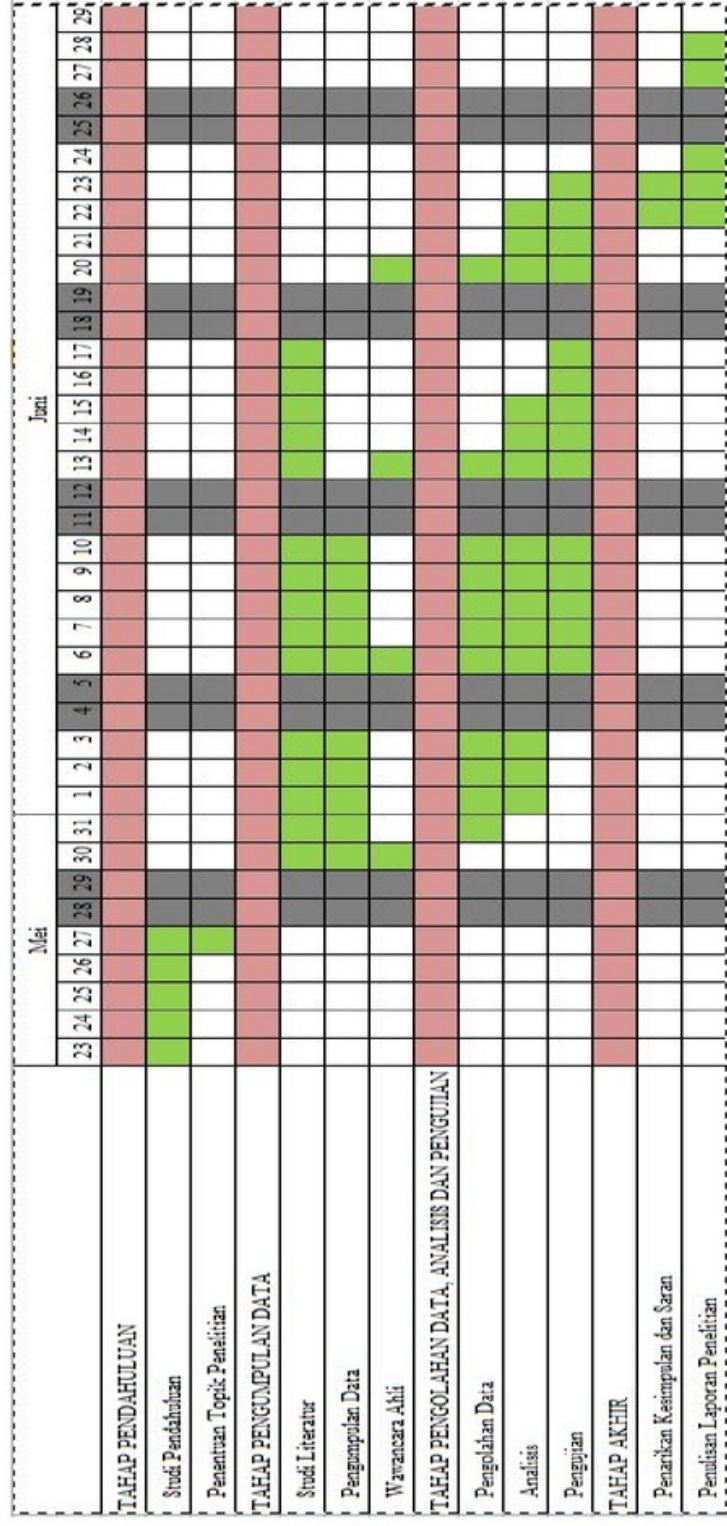 Mei Juni
23 24 25 26 27 28 29 30 31 1 2 3 4 5 6 7 8 9 10 11 12 13 14 15 16 17 18 19 20 21 22 23 24 25 26 27 28 29
TAHAP PENDAHULUAN
Studi Pendahuluan
Penentuan Topik Penelitian
TAHAP PENGUMPULAN DATA
Studi Literatur
Pengumpulan Data
Wawancara Ahli
TAHAP PENGOLAHAN DATA, ANALISIS DAN PENGUJIAN
Pengolahan Data
Analisis
Pengujian
TAHAP AKHIR
Penarikan Kesimpulan dan Saran
Penulisan Laporan Penelitian